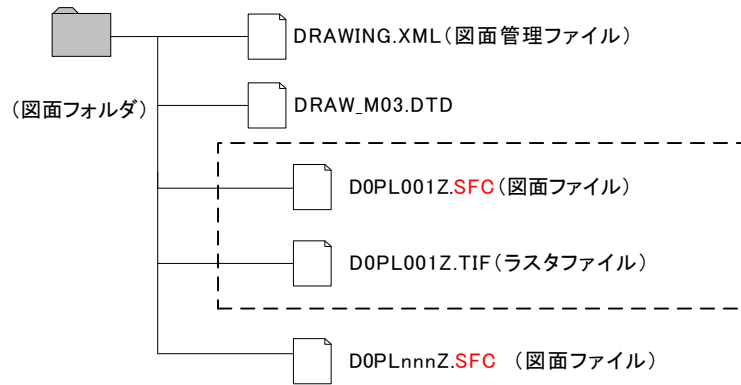 DRAWING.XML(図面管理ファイル)
(図面フォルダ)
DRAW_M03.DTD
D0PL001Z.SFC(図面ファイル)
D0PL001Z.TIF(ラスタファイル)
D0PLnnnZ.SFC (図面ファイル)